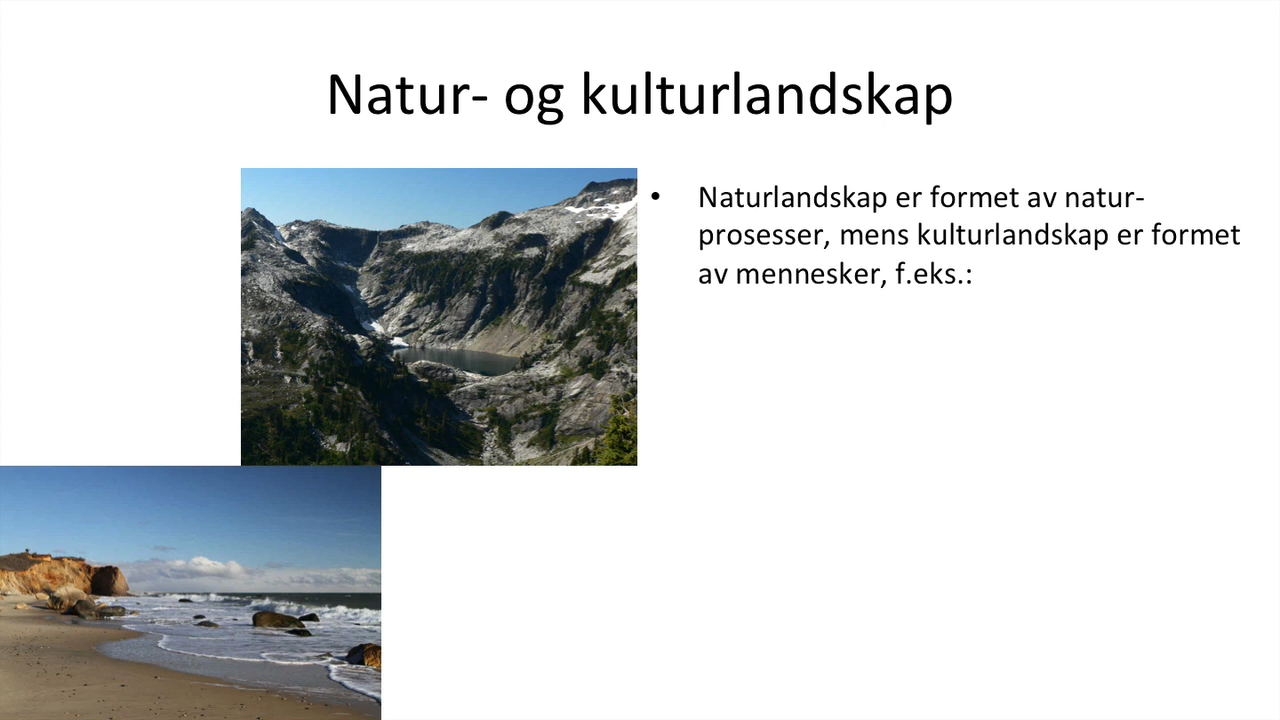 Natur- og kulturlandskap
• Naturlandskap er formet av natur-
prosesser, mens kulturlandskap er formet
av mennesker, f.eks.: